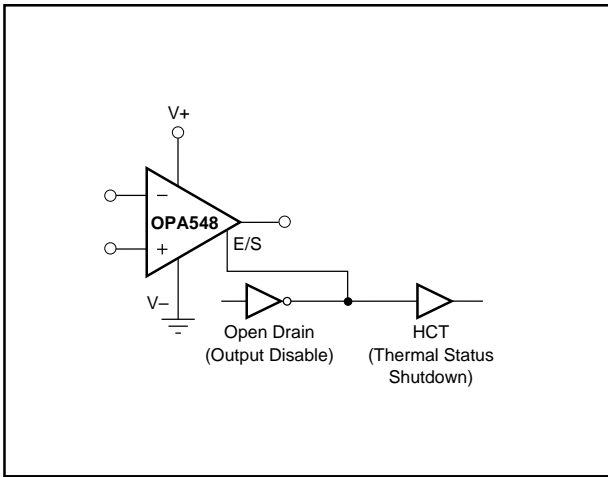 V+
−
OPA548
+
E/S
V−
Open Drain
(Output Disable)
HCT
(Thermal Status
Shutdown)